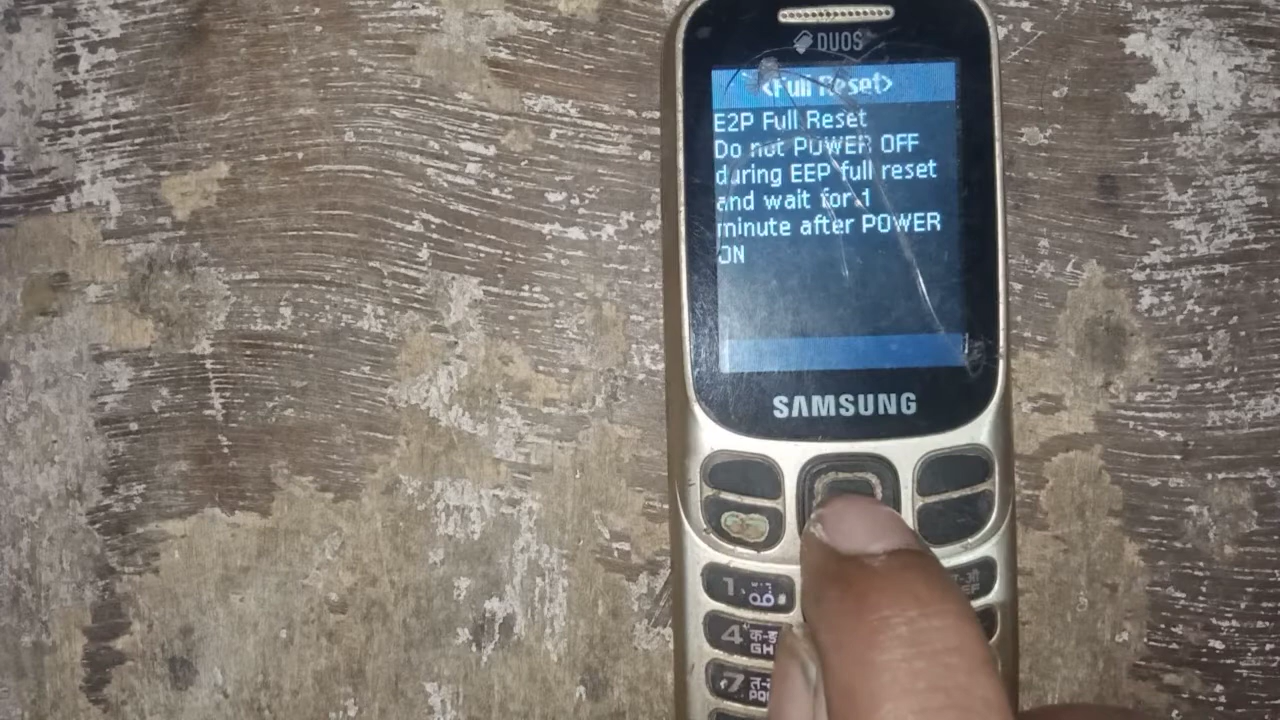 DUOS
<Full Reset>
E2P Full Reset
Do not POWER OFF
during EEP full reset
and wait for 1
minute after POWER
ON
SAMSUNG
1
4
GH
7